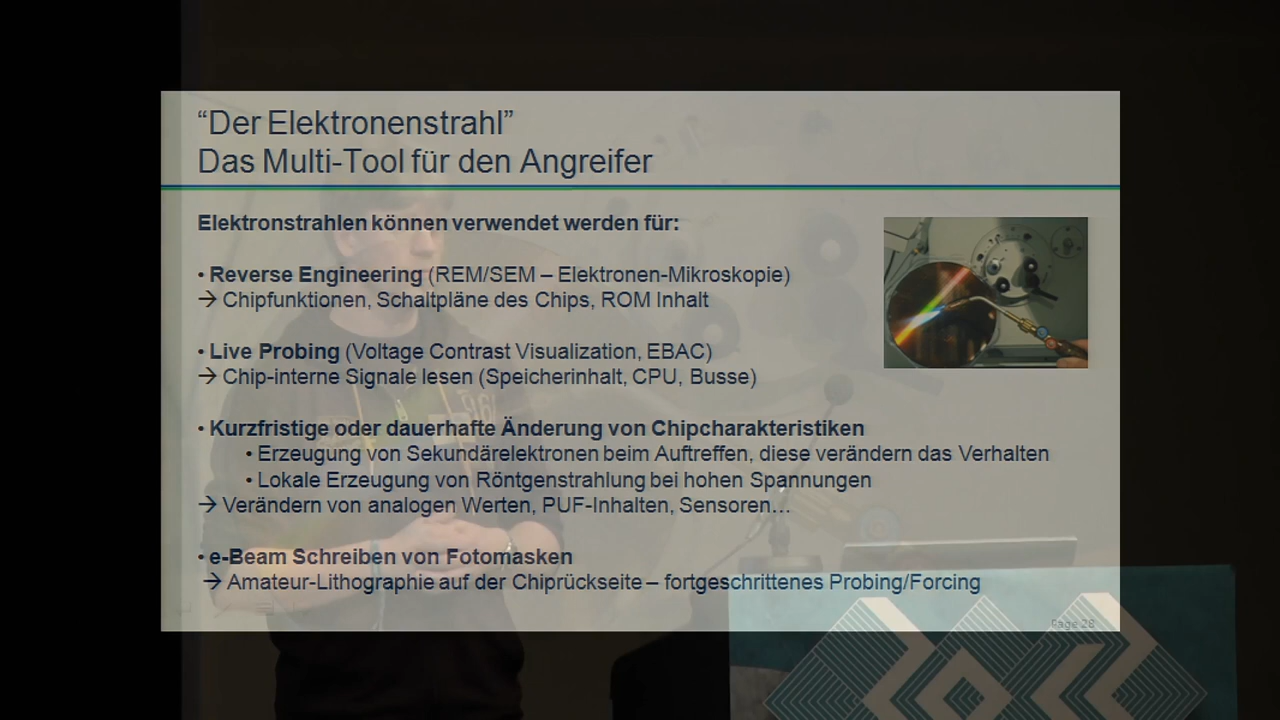 “Der Elektronenstrahl”
Das Multi-Tool für den Angreifer
Elektronstrahlen können verwendet werden für:
• Reverse Engineering (REM/SEM – Elektronen-Mikroskopie)
→ Chipfunktionen, Schaltpläne des Chips, ROM Inhalt
• Live Probing (Voltage Contrast Visualization, EBAC)
→ Chip-interne Signale lesen (Speicherinhalt, CPU, Busse)
• Kurzfristige oder dauerhafte Änderung von Chipcharakteristiken
• Erzeugung von Sekundärelektronen beim Auftreffen, diese verändern das Verhalten
• Lokale Erzeugung von Röntgenstrahlung bei hohen Spannungen
→ Verändern von analogen Werten, PUF-Inhalten, Sensoren…
• e-Beam Schreiben von Fotomasken
→ Amateur-Lithographie auf der Chiprückseite – fortgeschrittenes Probing/Forcing
Page 28